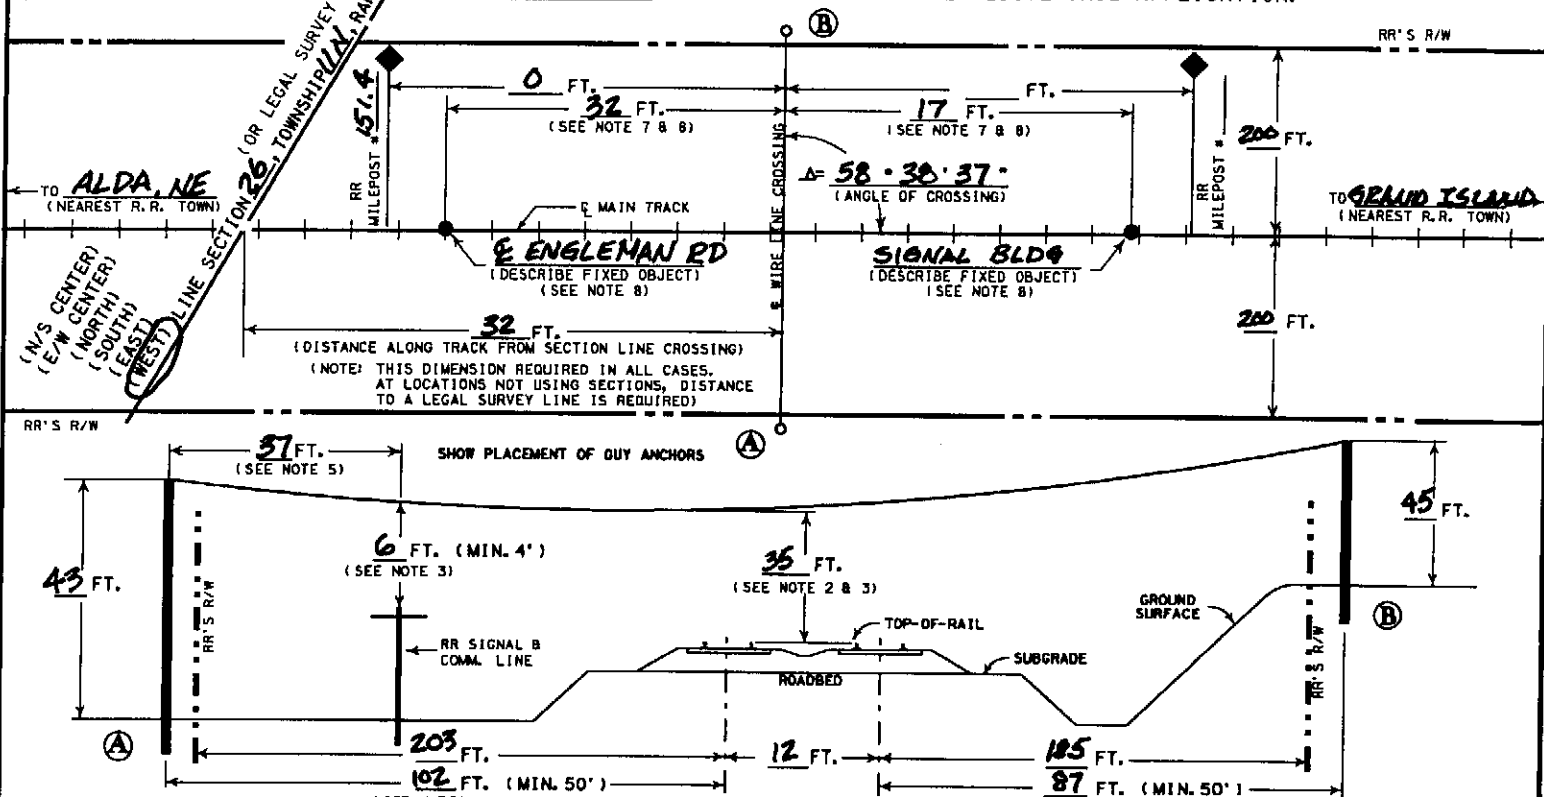 Ⓑ
RR'S R/W
(OR LEGAL SURVEY
LINE SECTION 26, TOWNSHIP 11N,
RR MILEPOST # 151.4
0 FT.
FT.
32 FT.
(SEE NOTE 7 & 8)
17 FT.
(SEE NOTE 7 & 8)
RR MILEPOST #
200 FT.
WIRE LINE CROSSING
Δ= 58 · 38 ' 37 "
(ANGLE OF CROSSING)
TO ALDA, NE
(NEAREST R.R. TOWN)
℄ MAIN TRACK
TO GRAND ISLAND
(NEAREST R.R. TOWN)
℄ ENGLEMAN RD
(DESCRIBE FIXED OBJECT)
(SEE NOTE 8)
SIGNAL BLDG
(DESCRIBE FIXED OBJECT)
(SEE NOTE 8)
(N/S CENTER)
(E/W CENTER)
(NORTH)
(SOUTH)
(EAST)
(WEST)
32 FT.
(DISTANCE ALONG TRACK FROM SECTION LINE CROSSING)
(NOTE: THIS DIMENSION REQUIRED IN ALL CASES.
AT LOCATIONS NOT USING SECTIONS, DISTANCE
TO A LEGAL SURVEY LINE IS REQUIRED)
200 FT.
RR'S R/W
Ⓐ
37 FT.
(SEE NOTE 5)
SHOW PLACEMENT OF GUY ANCHORS
43 FT.
RR'S R/W
6 FT. (MIN. 4')
(SEE NOTE 3)
35 FT.
(SEE NOTE 2 & 3)
45 FT.
GROUND
SURFACE
Ⓑ
TOP-OF-RAIL
RR SIGNAL &
COMM. LINE
SUBGRADE
ROADBED
RR'S R/W
Ⓐ
203 FT.
12 FT.
185 FT.
102 FT. (MIN. 50')
87 FT. (MIN. 50')